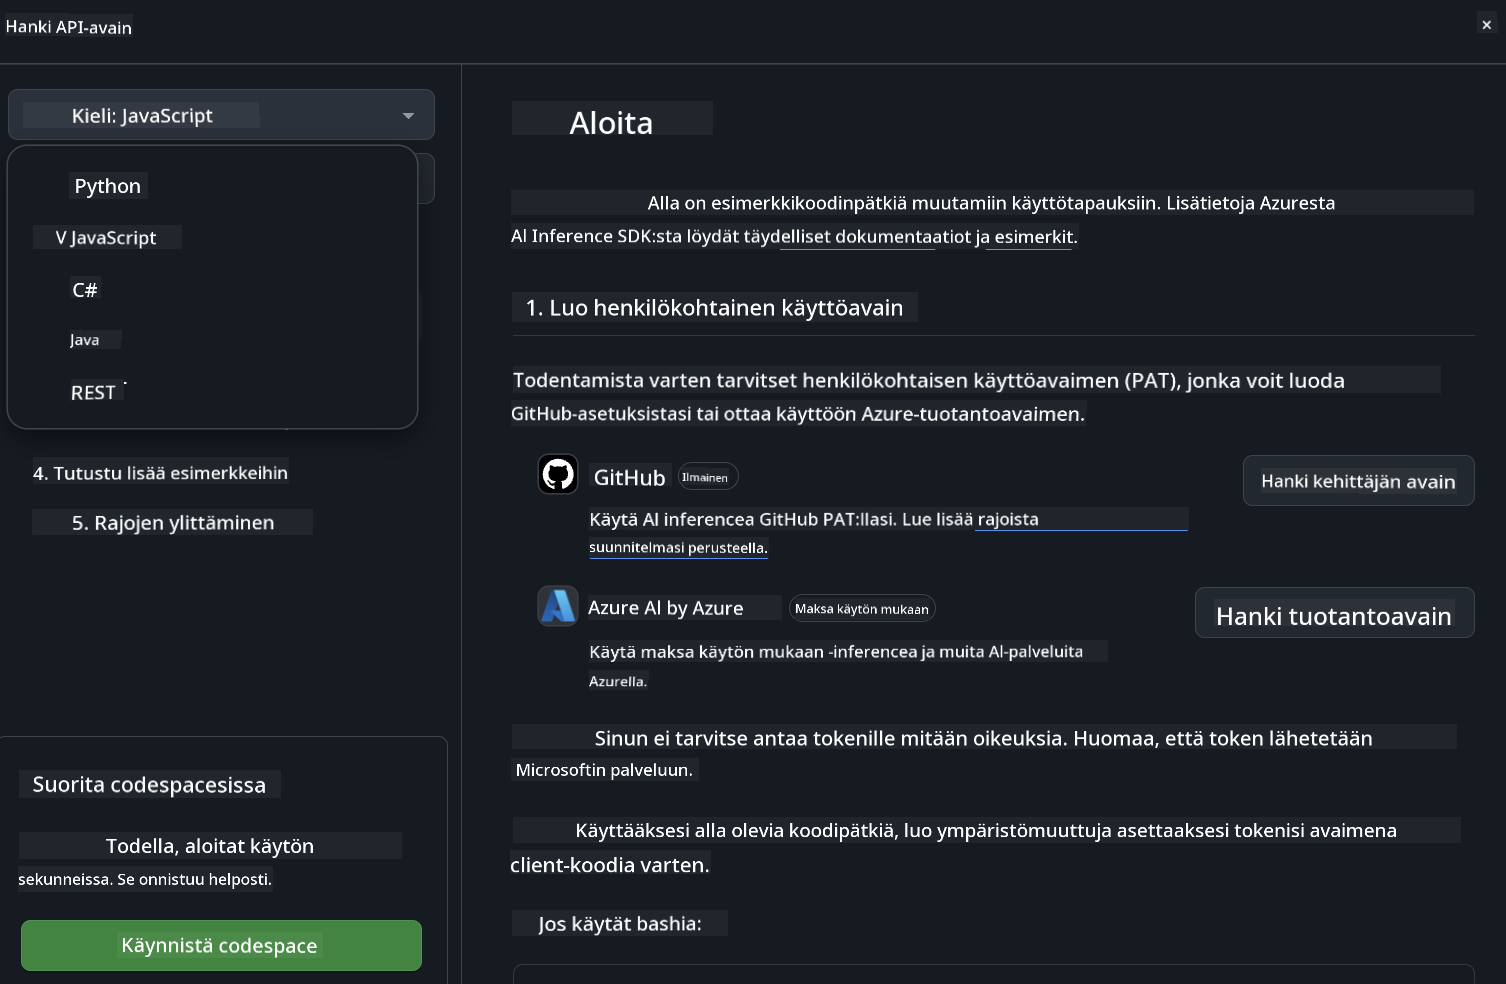 Hanki API-avain
×
Kieli: JavaScript
Python
V JavaScript
C#
Java
REST
4. Tutustu lisää esimerkkeihin
5. Rajojen ylittäminen
Suorita codespacesissa
Todella, aloitat käytön
sekunneissa. Se onnistuu helposti.
Käynnistä codespace
Aloita
Alla on esimerkkikoodinpätkiä muutamiin käyttötapauksiin. Lisätietoja Azuresta
AI Inference SDK:sta löydät täydelliset dokumentaatiot ja esimerkit.
1. Luo henkilökohtainen käyttöavain
Todentamista varten tarvitset henkilökohtaisen käyttöavaimen (PAT), jonka voit luoda
GitHub-asetuksistasi tai ottaa käyttöön Azure-tuotantoavaimen.
GitHub Ilmainen
Hanki kehittäjän avain
Käytä AI inferencea GitHub PAT:llasi. Lue lisää rajoista
suunnitelmasi perusteella.
Azure AI by Azure Maksa käytön mukaan
Hanki tuotantoavain
Käytä maksa käytön mukaan -inferencea ja muita AI-palveluita
Azurella.
Sinun ei tarvitse antaa tokenille mitään oikeuksia. Huomaa, että token lähetetään
Microsoftin palveluun.
Käyttääksesi alla olevia koodipätkiä, luo ympäristömuuttuja asettaaksesi tokenisi avaimena
client-koodia varten.
Jos käytät bashia: